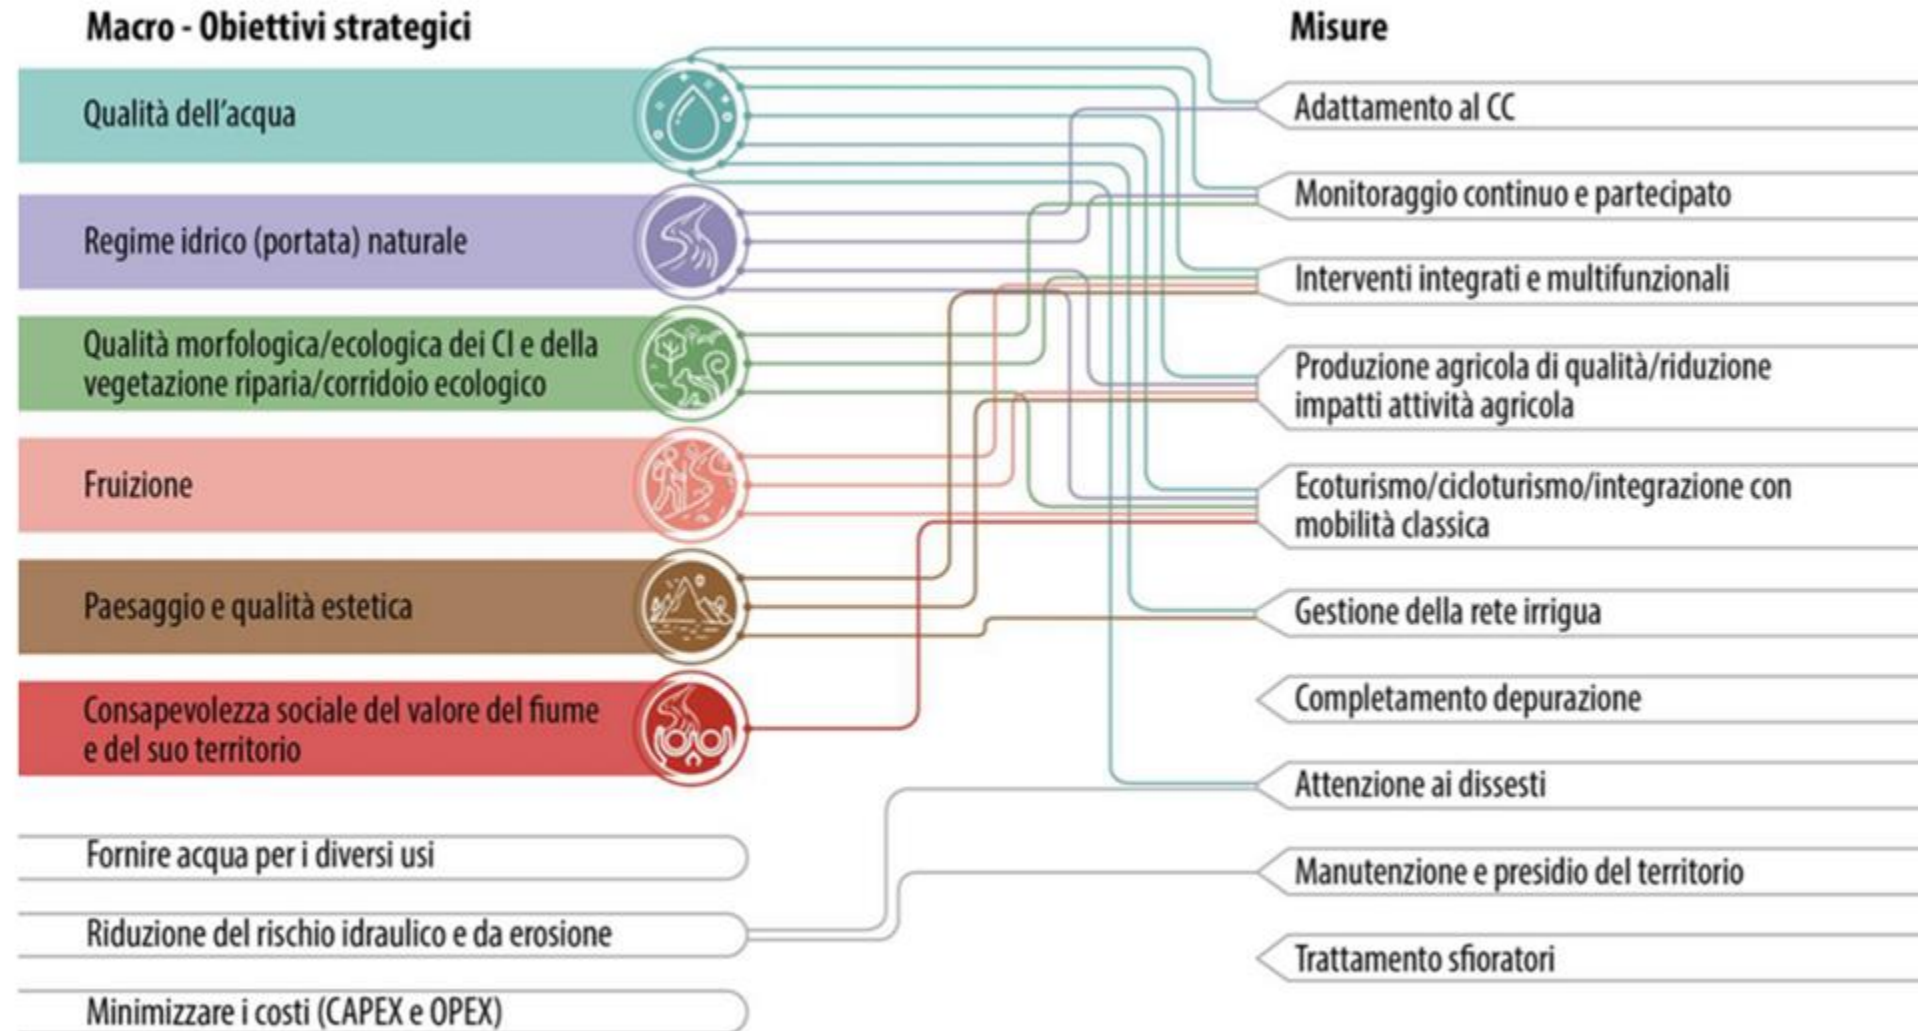 Macro - Obiettivi strategici
Qualità dell'acqua
Regime idrico (portata) naturale
Qualità morfologica/ecologica dei CI e della
vegetazione riparia/corridoio ecologico
Fruizione
Paesaggio e qualità estetica
Consapevolezza sociale del valore del fiume
e del suo territorio
Fornire acqua per i diversi usi
Riduzione del rischio idraulico e da erosione
Minimizzare i costi (CAPEX e OPEX)
Misure
Adattamento al CC
Monitoraggio continuo e partecipato
Interventi integrati e multifunzionali
Produzione agricola di qualità/riduzione
impatti attività agricola
Ecoturismo/cicloturismo/integrazione con
mobilità classica
Gestione della rete irrigua
Completamento depurazione
Attenzione ai dissesti
Manutenzione e presidio del territorio
Trattamento sfioratori